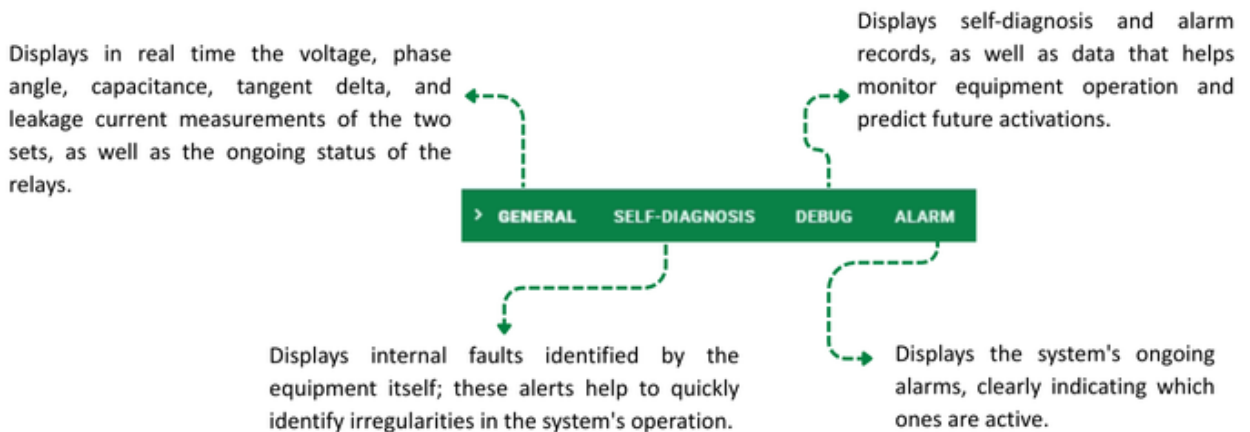 Displays in real time the voltage, phase
angle, capacitance, tangent delta, and
leakage current measurements of the two
sets, as well as the ongoing status of the
relays.
Displays self-diagnosis and alarm
records, as well as data that helps
monitor equipment operation and
predict future activations.
> GENERAL SELF-DIAGNOSIS DEBUG ALARM
Displays internal faults identified by the
equipment itself; these alerts help to quickly
identify irregularities in the system's operation.
Displays the system's ongoing
alarms, clearly indicating which
ones are active.